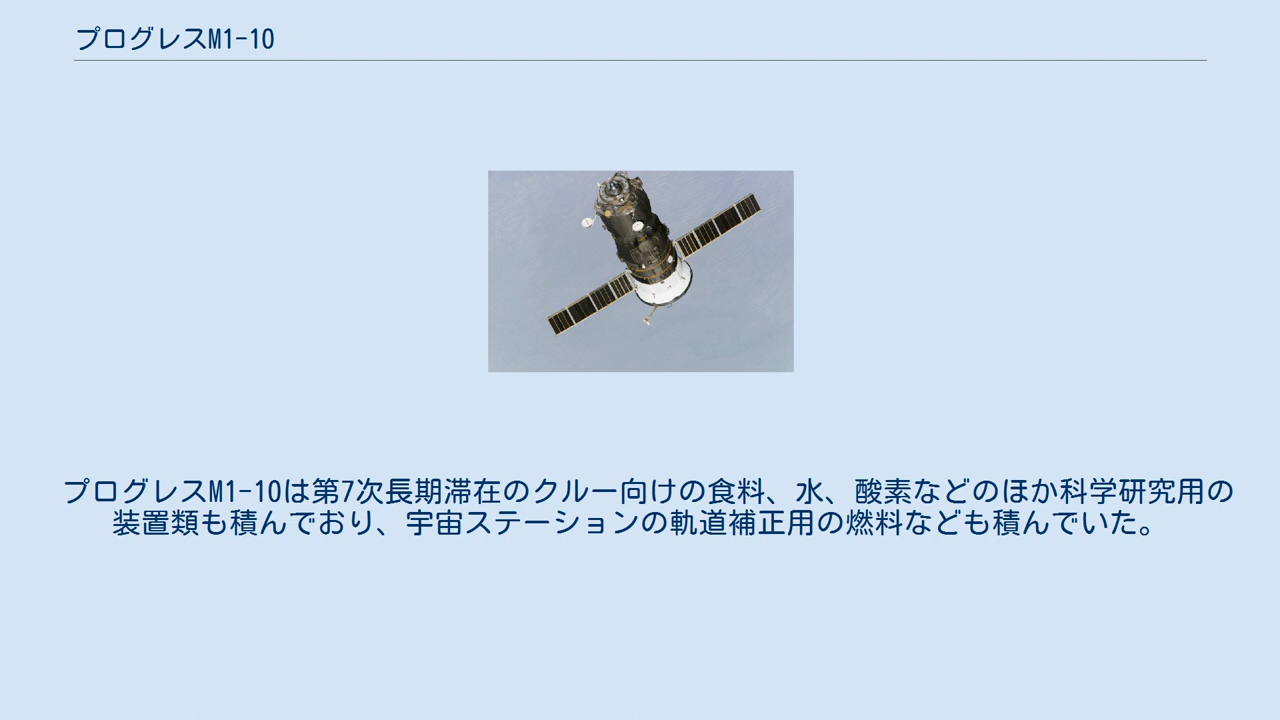 プログレスM1-10
プログレスM1-10は第7次長期滞在のクルー向けの食料、水、酸素などのほか科学研究用の
装置類も積んでおり、宇宙ステーションの軌道補正用の燃料なども積んでいた。